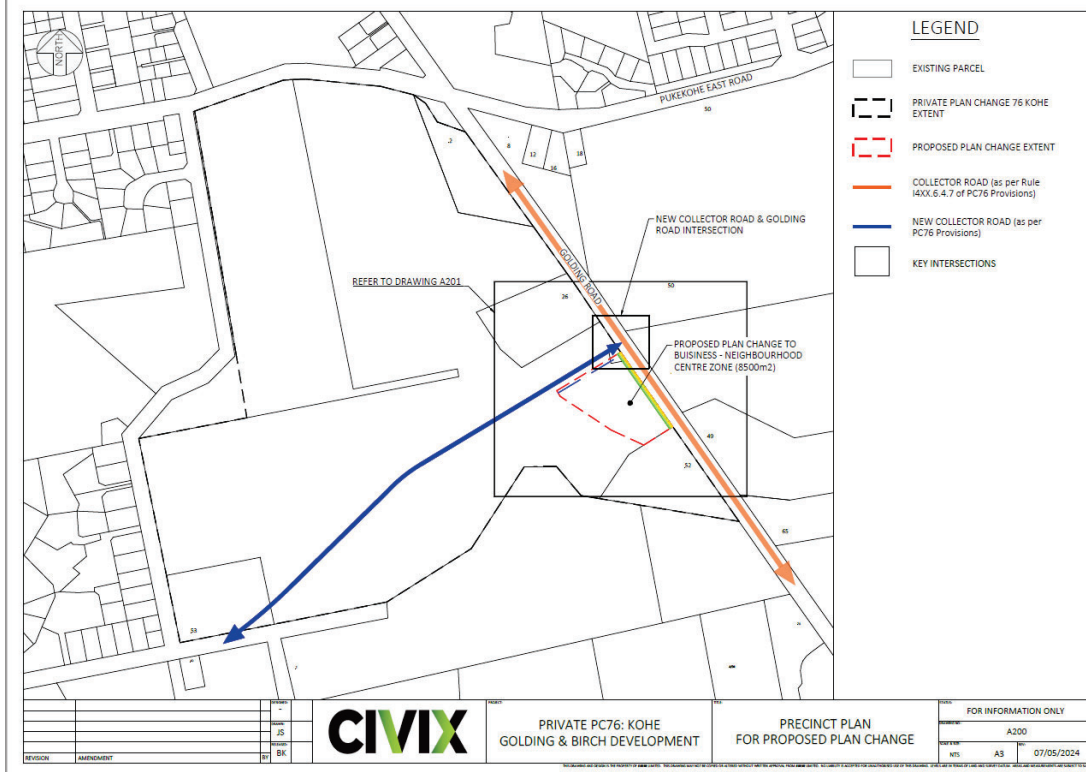 NORTH
PUKEKOHE EAST ROAD
50
8
12
16
18
NEW COLLECTOR ROAD & GOLDING
ROAD INTERSECTION
GOLDING ROAD
REFER TO DRAWING A201
26
50
PROPOSED PLAN CHANGE TO
BUISINESS - NEIGHBOURHOOD
CENTRE ZONE (8500m2)
49
52
65
53
LEGEND
EXISTING PARCEL
PRIVATE PLAN CHANGE 76 KOHE
EXTENT
PROPOSED PLAN CHANGE EXTENT
COLLECTOR ROAD (as per Rule
I4XX.6.4.7 of PC76 Provisions)
NEW COLLECTOR ROAD (as per
PC76 Provisions)
KEY INTERSECTIONS
REVISION
AMENDMENT
BY
-
JS
BK
CIVIX
PRIVATE PC76: KOHE
GOLDING & BIRCH DEVELOPMENT
PRECINCT PLAN
FOR PROPOSED PLAN CHANGE
FOR INFORMATION ONLY
A200
NTS
A3
07/05/2024